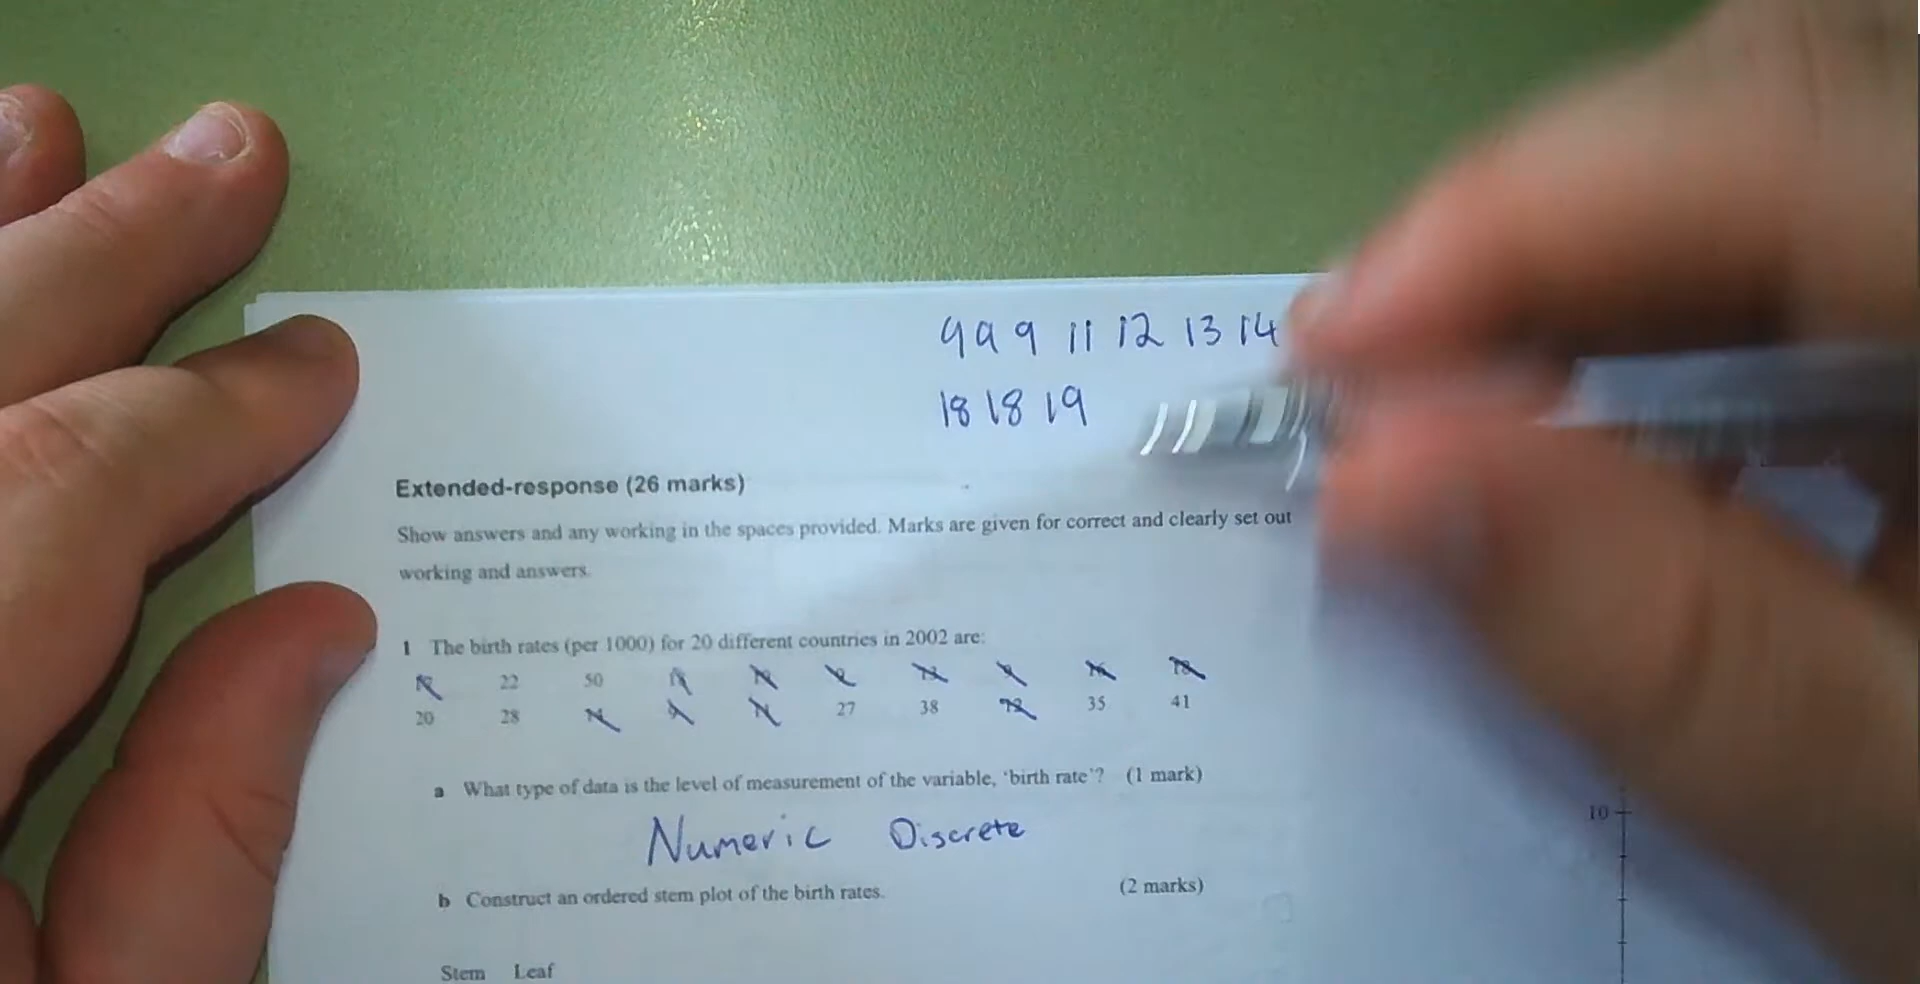 9 9 9 11 12 13 14
18 18 19
Extended-response (26 marks)
Show answers and any working in the spaces provided. Marks are given for correct and clearly set out
working and answers.
1 The birth rates (per 1000) for 20 different countries in 2002 are:
22 50
20 28 27 38 35 41
a What type of data is the level of measurement of the variable, ‘birth rate’? (1 mark)
Numeric Discrete
b Construct an ordered stem plot of the birth rates. (2 marks)
Stem Leaf
10